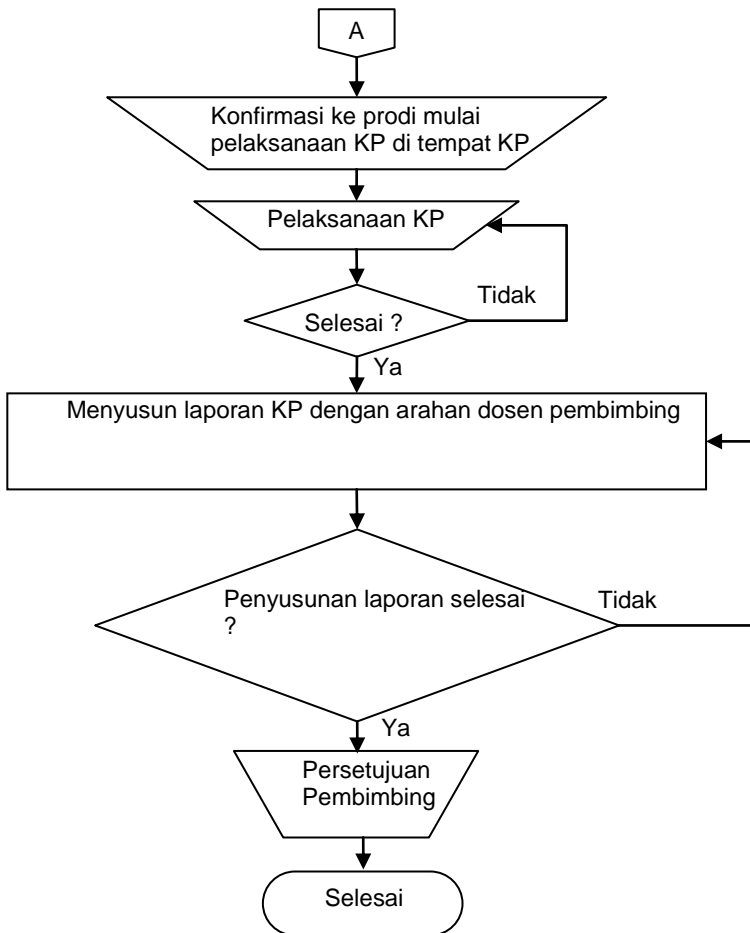 A
Konfirmasi ke prodi mulai
pelaksanaan KP di tempat KP
Pelaksanaan KP
Selesai ?
Tidak
Ya
Menyusun laporan KP dengan arahan dosen pembimbing
Penyusunan laporan selesai
?
Tidak
Ya
Persetujuan
Pembimbing
Selesai